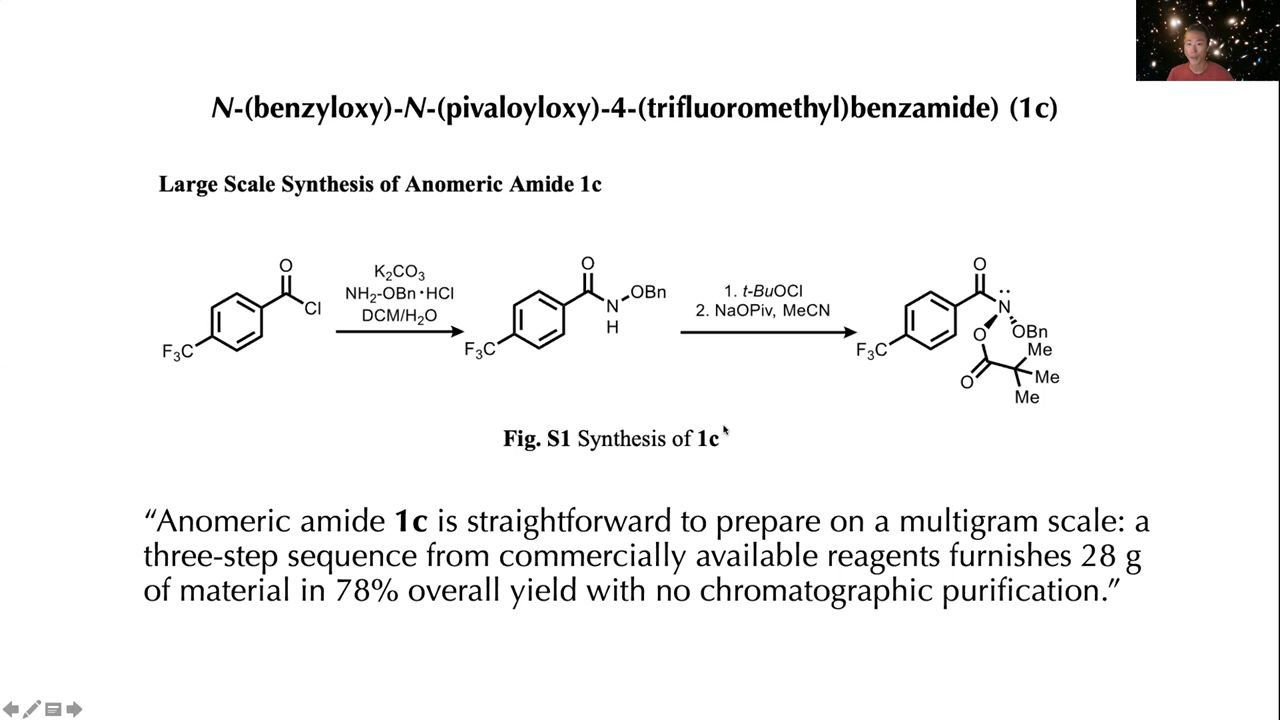 N-(benzyloxy)-N-(pivaloyloxy)-4-(trifluoromethyl)benzamide) (1c)
Large Scale Synthesis of Anomeric Amide 1c
O
Cl
F₃C
K₂CO₃
NH₂-OBn•HCl
DCM/H₂O
O
OBn
N
H
F₃C
1. t-BuOCl
2. NaOPiv, MeCN
O
N
O
OBn
F₃C
Me
O
Me
Me
Fig. S1 Synthesis of 1c
“Anomeric amide 1c is straightforward to prepare on a multigram scale: a
three-step sequence from commercially available reagents furnishes 28 g
of material in 78% overall yield with no chromatographic purification.”